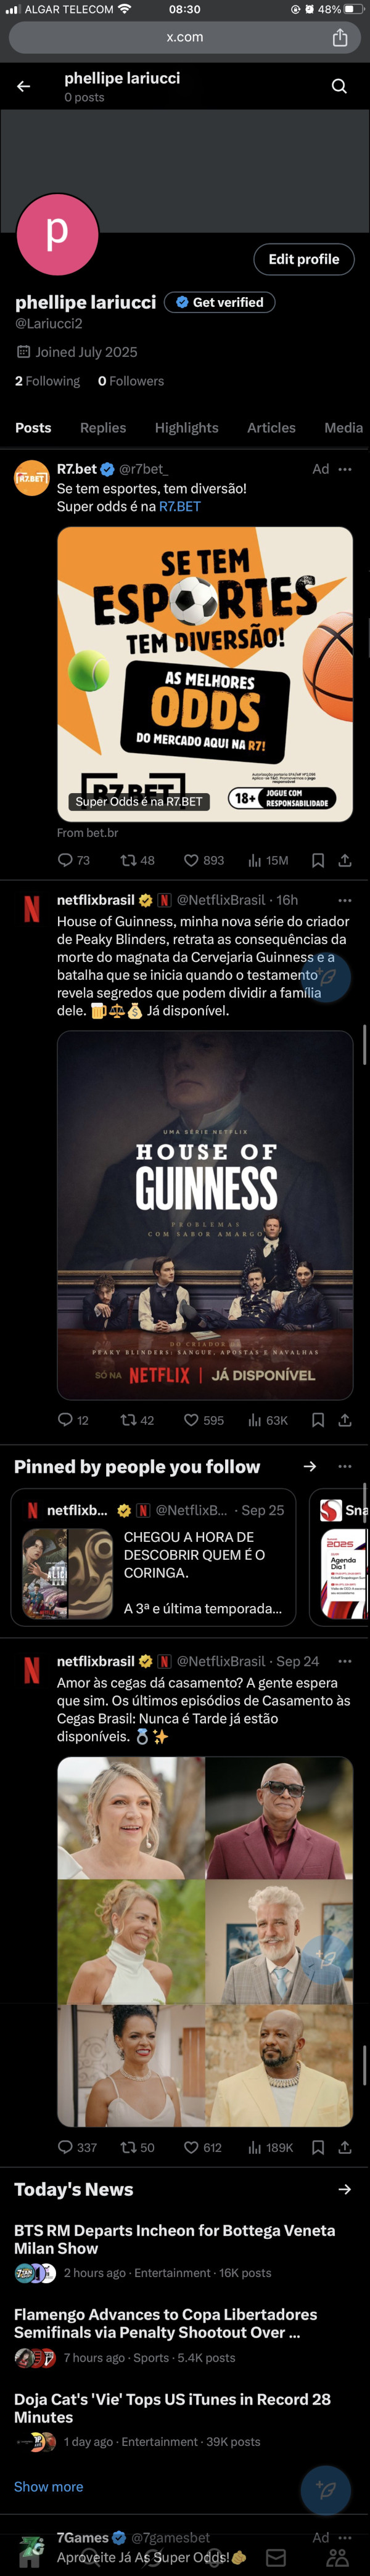 ALGAR TELECOM
08:30
48%
x.com
phellipe lariucci
0 posts
p
Edit profile
phellipe lariucci
Get verified
@Lariucci2
Joined July 2025
2 Following
0 Followers
Posts
Replies
Highlights
Articles
Media
R7.bet @r7bet_
Ad
Se tem esportes, tem diversão!
Super odds é na R7.BET
SE TEM
ESPORTES
TEM DIVERSÃO!
AS MELHORES
ODDS
DO MERCADO AQUI NA R7!
R7.BET
Super Odds é na R7.BET
18+ JOGUE COM
RESPONSABILIDADE
From bet.br
73
48
893
15M
netflixbrasil @NetflixBrasil · 16h
House of Guinness, minha nova série do criador
de Peaky Blinders, retrata as consequências da
morte do magnata da Cervejaria Guinness e a
batalha que se inicia quando o testamento
revela segredos que podem dividir a família
dele. 🍺⚖️💰 Já disponível.
UMA SÉRIE NETFLIX
HOUSE OF
GUINNESS
PROBLEMAS
COM SABOR AMARGO
DO CRIADOR DE
PEAKY BLINDERS: SANGUE, APOSTAS E NAVALHAS
SÓ NA NETFLIX | JÁ DISPONÍVEL
12
42
595
63K
Pinned by people you follow
netflixb... @NetflixB... · Sep 25
CHEGOU A HORA DE
DESCOBRIR QUEM É O
CORINGA.
A 3ª e última temporada...
Sna
2025
Agenda
Dia 1
netflixbrasil @NetflixBrasil · Sep 24
Amor às cegas dá casamento? A gente espera
que sim. Os últimos episódios de Casamento às
Cegas Brasil: Nunca é Tarde já estão
disponíveis. 💍✨
337
50
612
189K
Today's News
BTS RM Departs Incheon for Bottega Veneta
Milan Show
2 hours ago · Entertainment · 16K posts
Flamengo Advances to Copa Libertadores
Semifinals via Penalty Shootout Over ...
7 hours ago · Sports · 5.4K posts
Doja Cat's 'Vie' Tops US iTunes in Record 28
Minutes
1 day ago · Entertainment · 39K posts
Show more
7Games @7gamesbet
Ad
Aproveite Já As Super Odds!